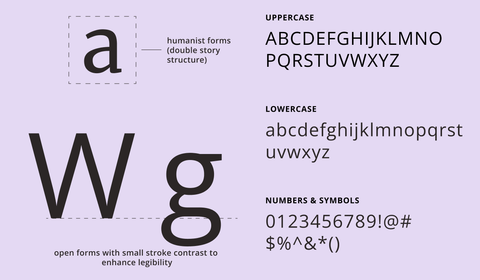 a
humanist forms
(double story
structure)
W g
open forms with small stroke contrast to
enhance legibility
UPPERCASE
ABCDEFGHIJKLMNO
PQRSTUVWXYZ
LOWERCASE
abcdefghijklmnopqrst
uvwxyz
NUMBERS & SYMBOLS
0123456789!@#
$%^&*()